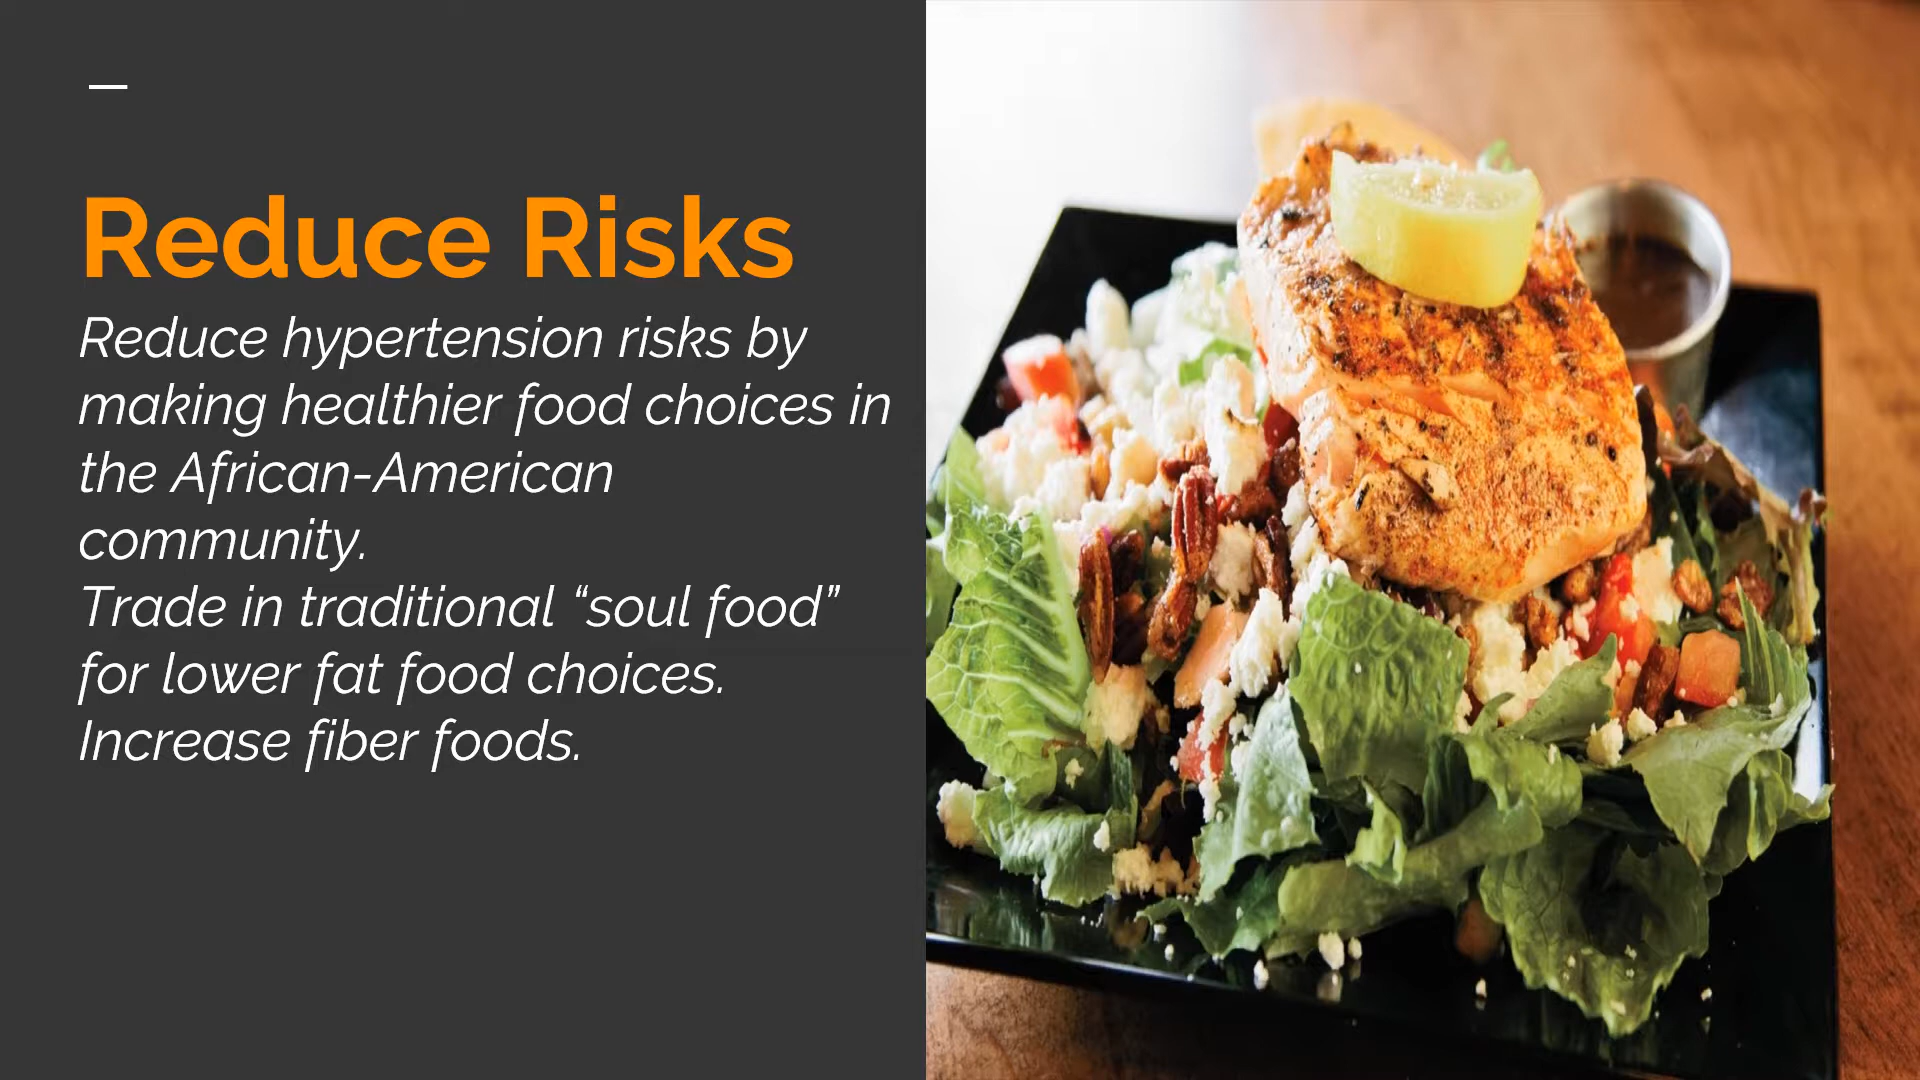 Reduce Risks
Reduce hypertension risks by
making healthier food choices in
the African-American
community.
Trade in traditional “soul food”
for lower fat food choices.
Increase fiber foods.